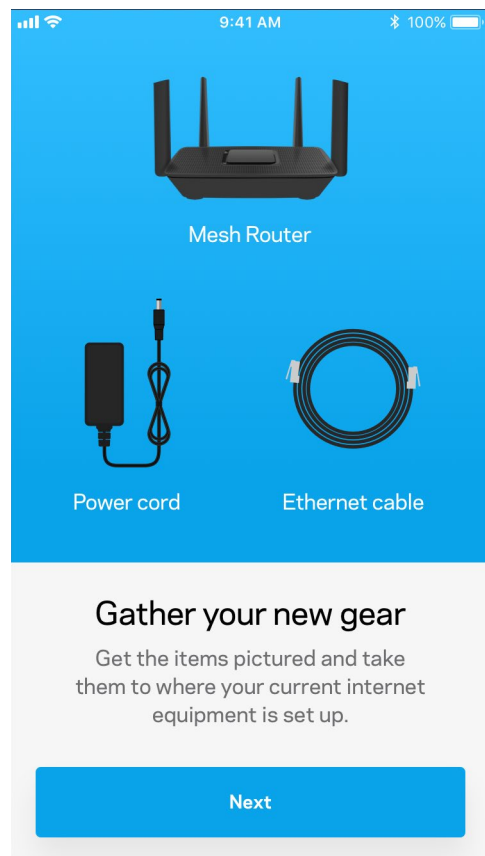 9:41 AM 100%
Mesh Router
Power cord Ethernet cable
Gather your new gear
Get the items pictured and take
them to where your current internet
equipment is set up.
Next